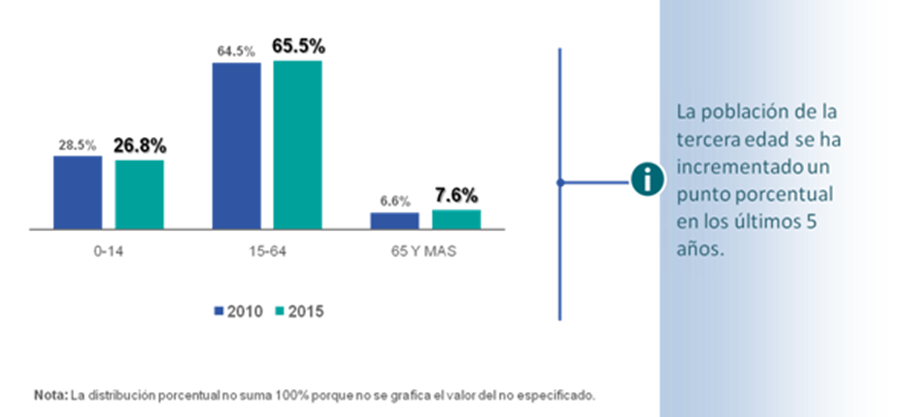 28.5%
26.8%
64.5%
65.5%
6.6%
7.6%
0-14
15-64
65 Y MAS
2010
2015
Nota: La distribución porcentual no suma 100% porque no se grafica el valor del no especificado.
i
La población de la
tercera edad se ha
incrementado un
punto porcentual
en los últimos 5
años.